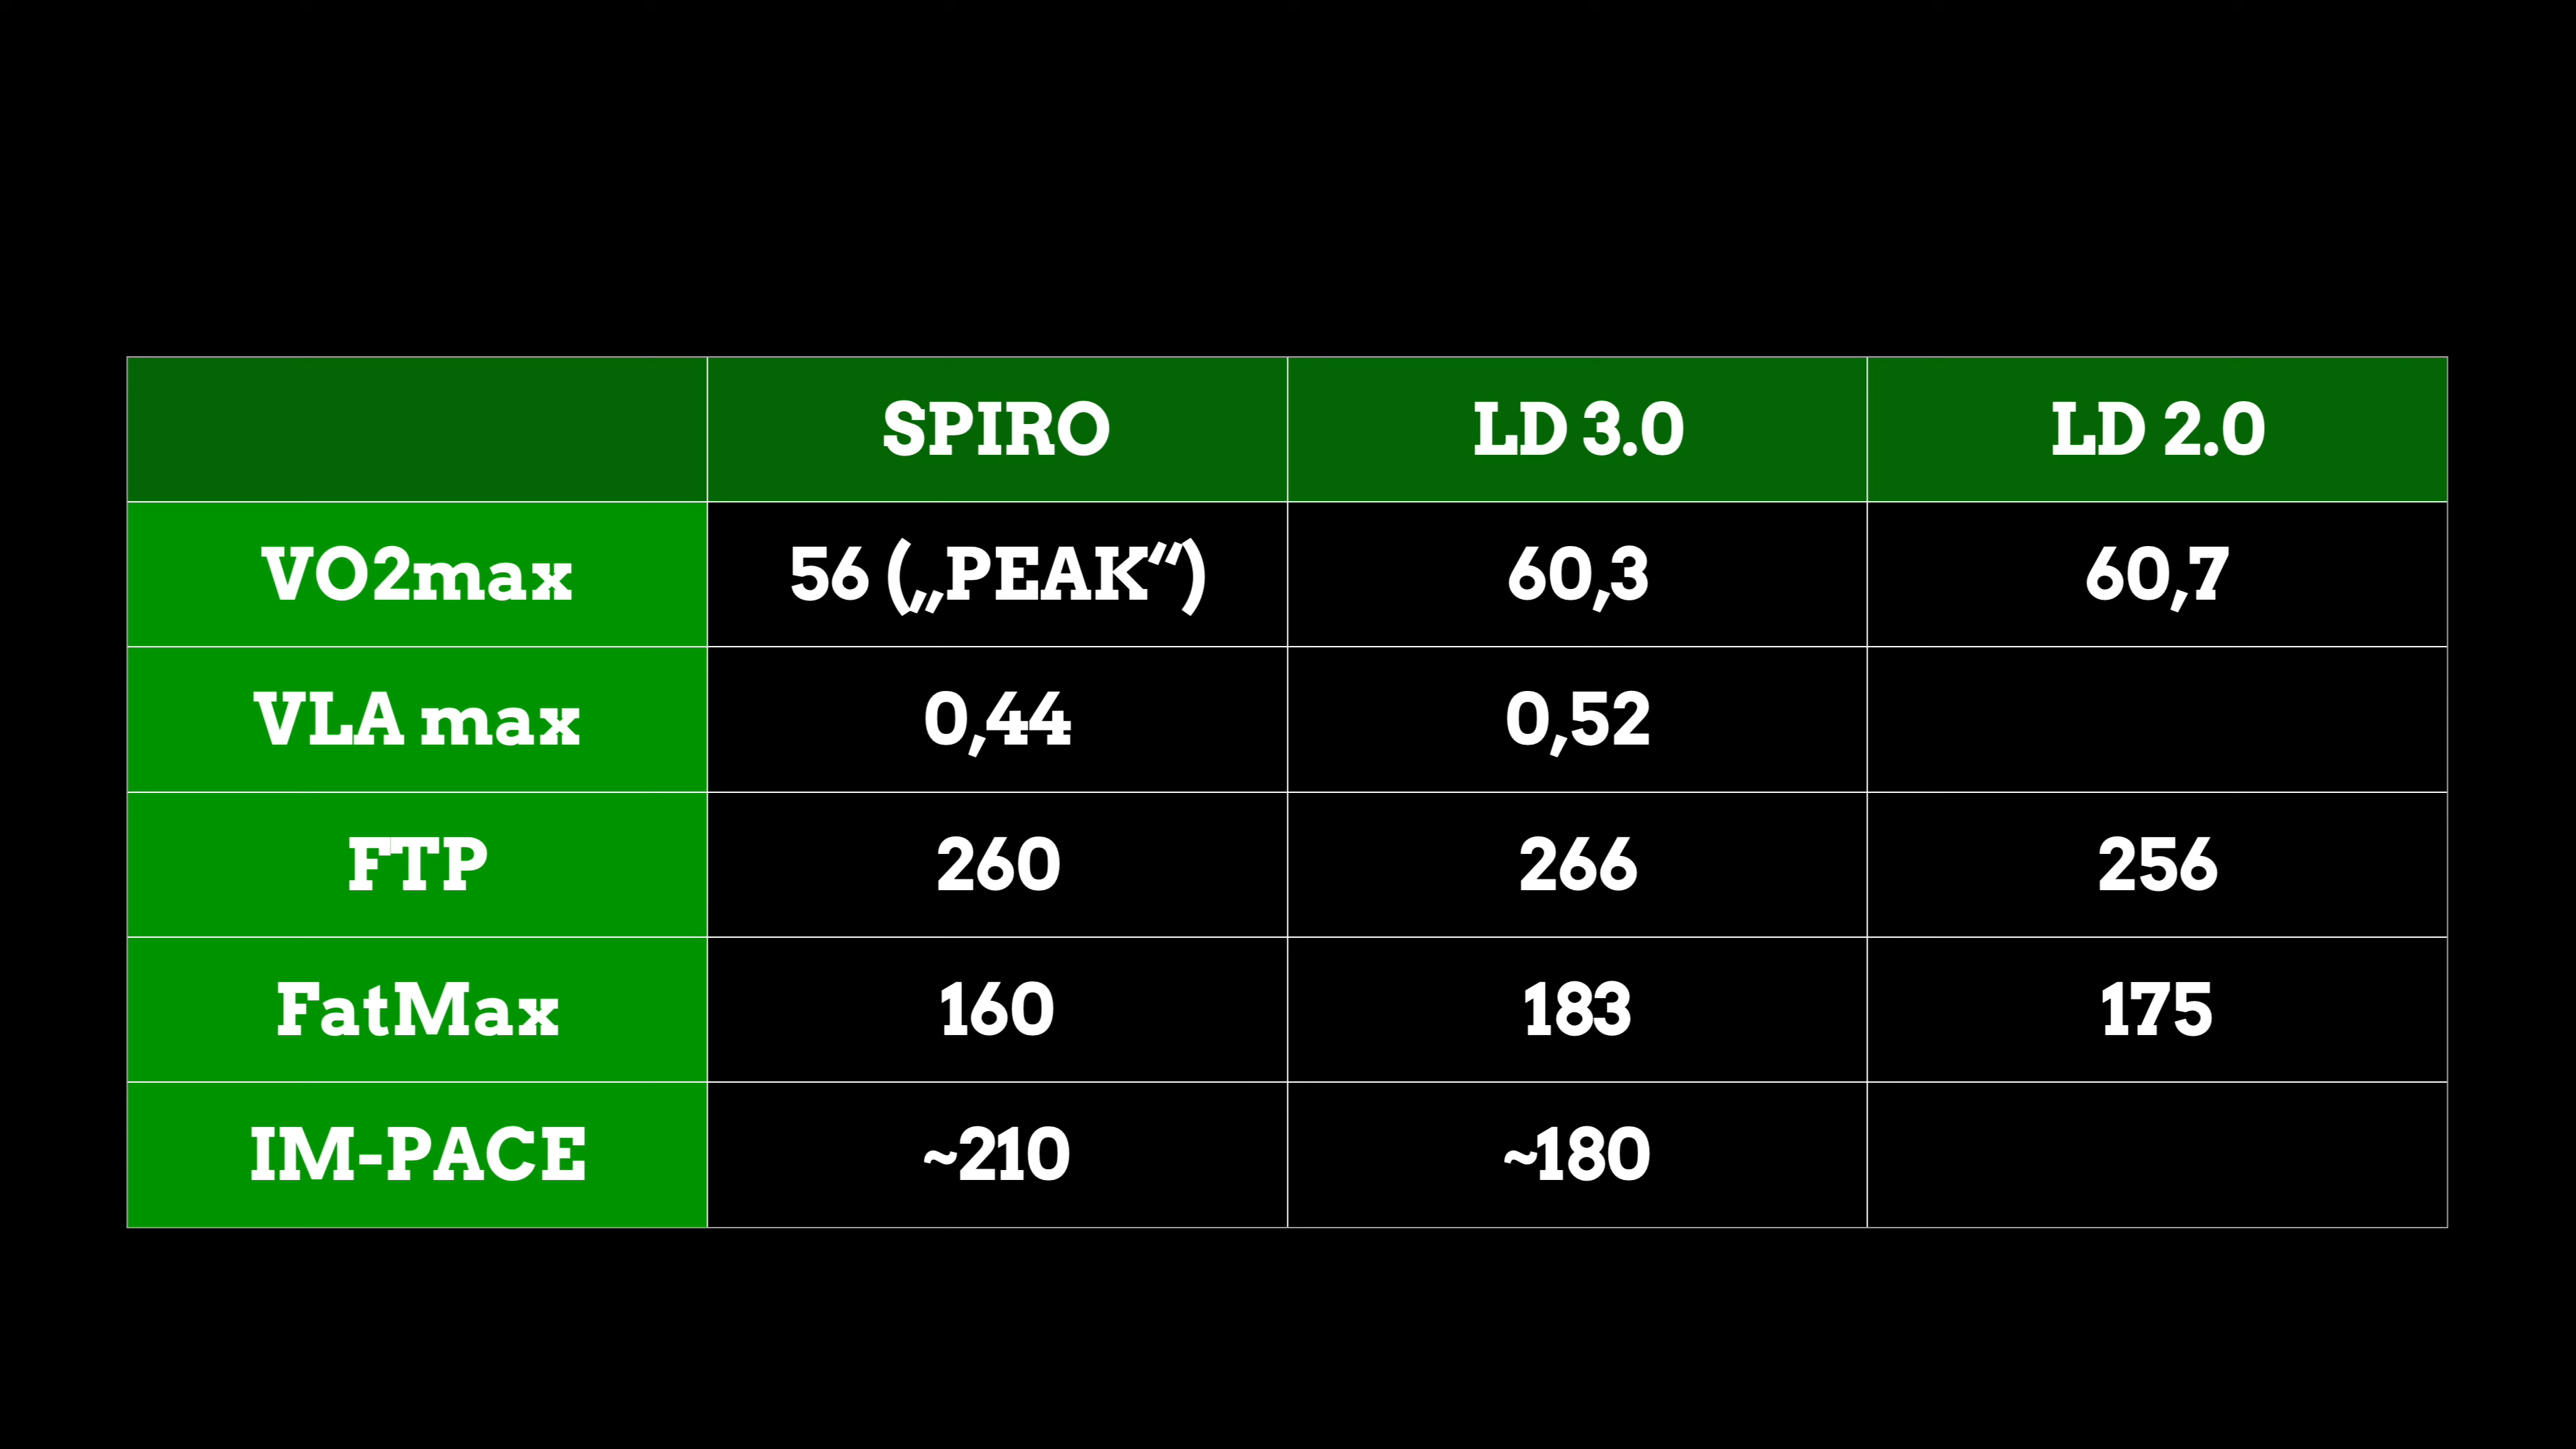 SPIRO LD 3.0 LD 2.0
VO2max 56 („PEAK“) 60,3 60,7
VLA max 0,44 0,52
FTP 260 266 256
FatMax 160 183 175
IM-PACE ~210 ~180